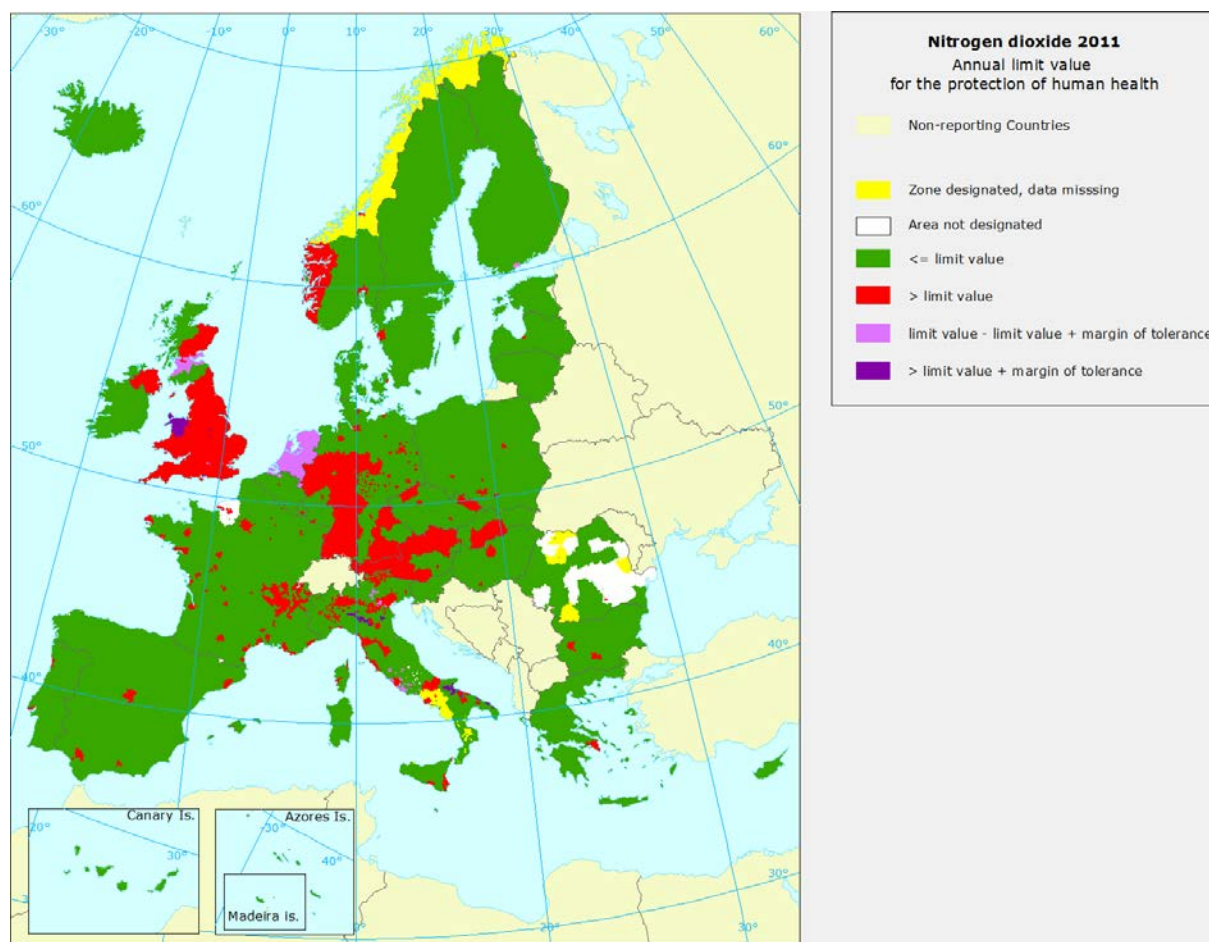 -30°
-20°
-10°
0°
10°
20°
30°
40°
50°
60°
60°
60°
50°
50°
40°
40°
30°
0°
10°
20°
30°
Canary Is.
-20°
30°
Azores Is.
-30°
40°
Madeira is.
Nitrogen dioxide 2011
Annual limit value
for the protection of human health
Non-reporting Countries
Zone designated, data misssing
Area not designated
<= limit value
> limit value
limit value - limit value + margin of tolerance
> limit value + margin of tolerance